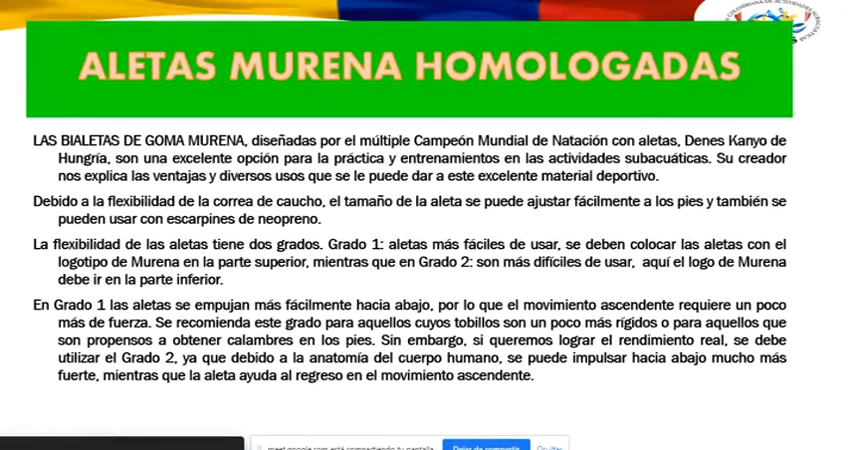 COLOMBIANA DE ACTIVIDADES SUBACUÁTICAS
ALETAS MURENA HOMOLOGADAS
LAS BIALETAS DE GOMA MURENA, diseñadas por el múltiple Campeón Mundial de Natación con aletas, Denes Kanyo de
Hungría, son una excelente opción para la práctica y entrenamientos en las actividades subacuáticas. Su creador
nos explica las ventajas y diversos usos que se le puede dar a este excelente material deportivo.
Debido a la flexibilidad de la correa de caucho, el tamaño de la aleta se puede ajustar fácilmente a los pies y también se
pueden usar con escarpines de neopreno.
La flexibilidad de las aletas tiene dos grados. Grado 1: aletas más fáciles de usar, se deben colocar las aletas con el
logotipo de Murena en la parte superior, mientras que en Grado 2: son más difíciles de usar, aquí el logo de Murena
debe ir en la parte inferior.
En Grado 1 las aletas se empujan más fácilmente hacia abajo, por lo que el movimiento ascendente requiere un poco
más de fuerza. Se recomienda este grado para aquellos cuyos tobillos son un poco más rígidos o para aquellos que
son propensos a obtener calambres en los pies. Sin embargo, si queremos lograr el rendimiento real, se debe
utilizar el Grado 2, ya que debido a la anatomía del cuerpo humano, se puede impulsar hacia abajo mucho más
fuerte, mientras que la aleta ayuda al regreso en el movimiento ascendente.
meet.google.com está compartiendo tu pantalla. Dejar de compartir Ocultar